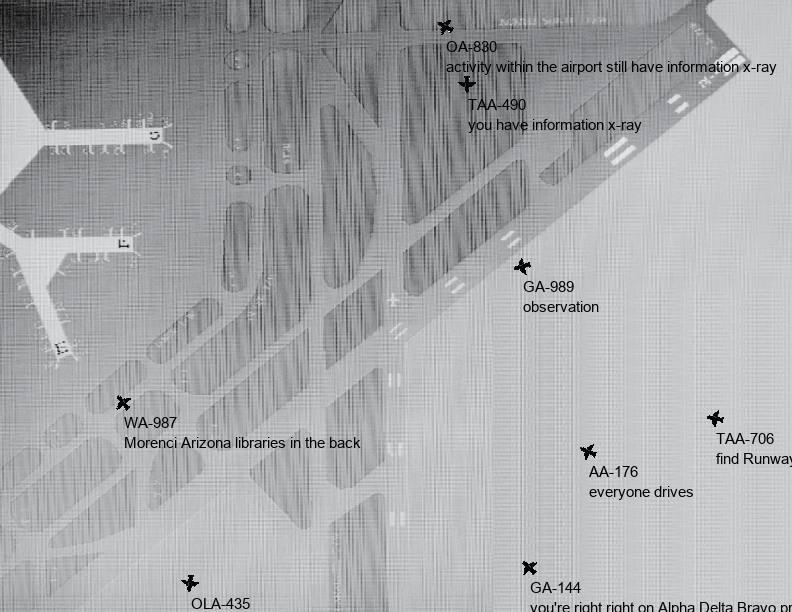 OA-830
activity within the airport still have information x-ray
TAA-490
you have information x-ray
GA-989
observation
WA-987
Morenci Arizona libraries in the back
TAA-706
find Runway
AA-176
everyone drives
GA-144
you're right right on Alpha Delta Bravo
OLA-435